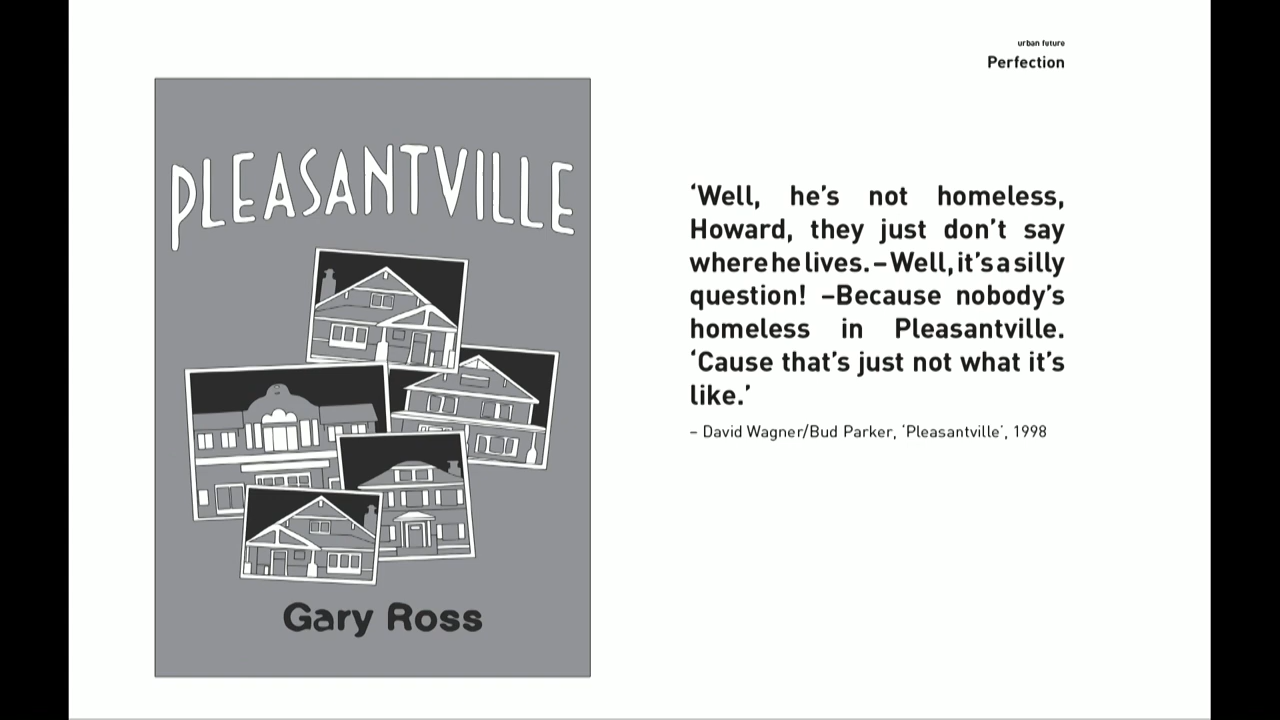 urban future
Perfection
PLEASANTVILLE
Gary Ross
‘Well, he’s not homeless,
Howard, they just don’t say
where he lives. – Well, it’s a silly
question! –Because nobody’s
homeless in Pleasantville.
‘Cause that’s just not what it’s
like.’
– David Wagner/Bud Parker, ‘Pleasantville’, 1998